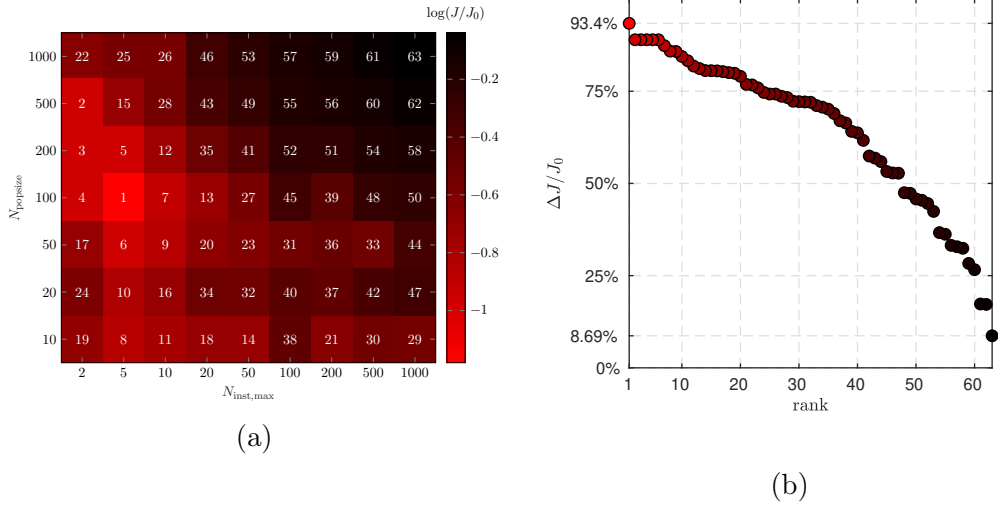 log(J/J₀)
1000 22 25 26 46 53 57 59 61 63
500 2 15 28 43 49 55 56 60 62
200 3 5 12 35 41 52 51 54 58
100 4 1 7 13 27 45 39 48 50
50 17 6 9 20 23 31 36 33 44
20 24 10 16 34 32 40 37 42 47
10 19 8 11 18 14 38 21 30 29
2 5 10 20 50 100 200 500 1000
N_popsize
N_inst,max
−0.2
−0.4
−0.6
−0.8
−1
(a)
93.4%
75%
50%
25%
8.69%
0%
ΔJ/J₀
1 10 20 30 40 50 60
rank
(b)